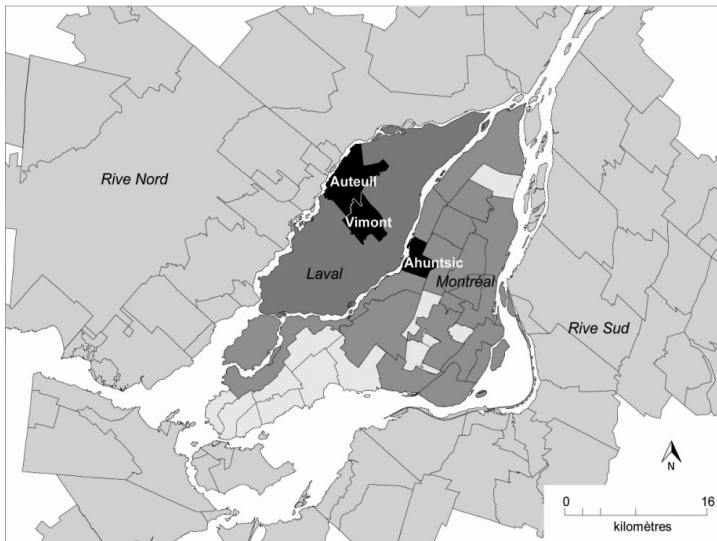 Rive Nord
Auteuil
Vimont
Ahuntsic
Laval
Montréal
Rive Sud
N
0 16
kilomètres